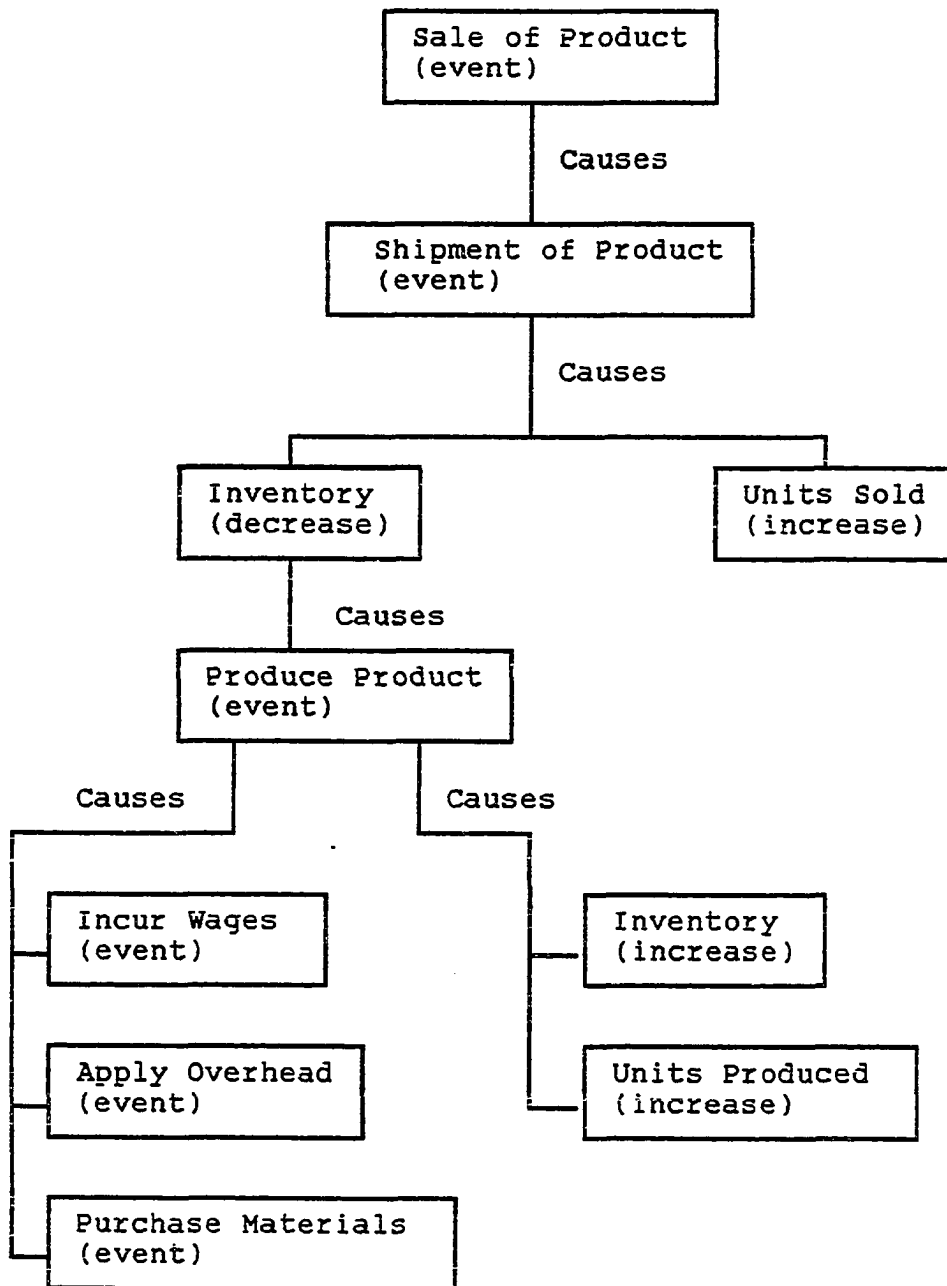 Sale of Product
(event)
Causes
Shipment of Product
(event)
Causes
Inventory
(decrease)
Units Sold
(increase)
Causes
Produce Product
(event)
Causes
Causes
Incur Wages
(event)
Inventory
(increase)
Apply Overhead
(event)
Units Produced
(increase)
Purchase Materials
(event)